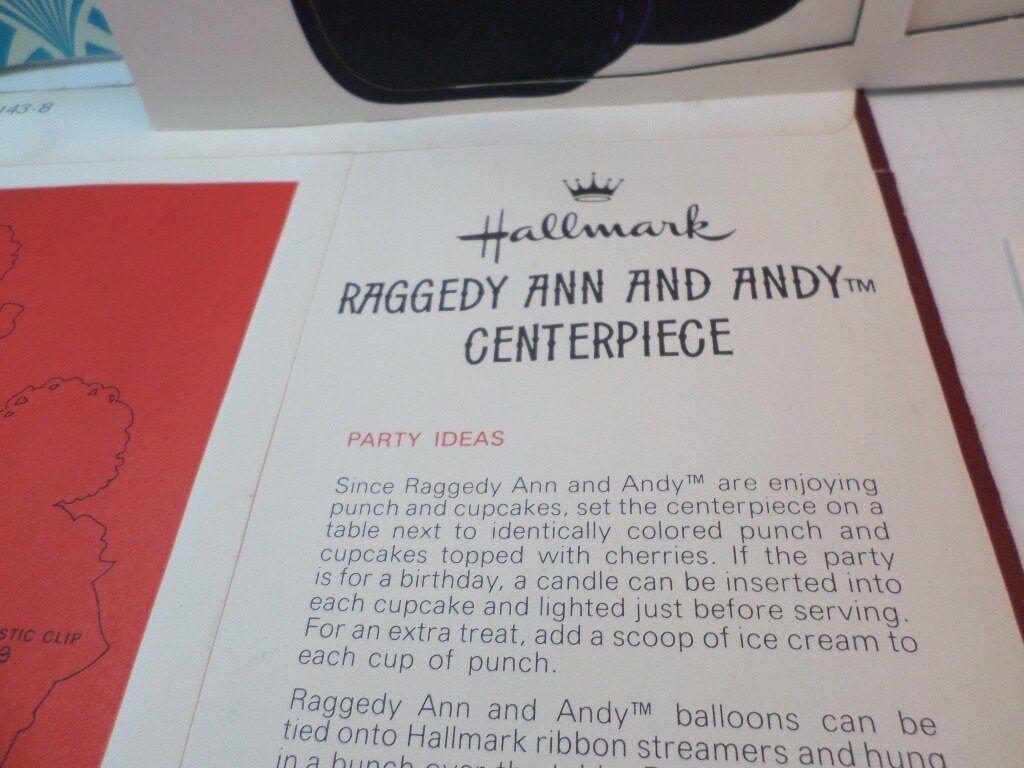 143-B
Hallmark
RAGGEDY ANN AND ANDY™
CENTERPIECE
PARTY IDEAS
Since Raggedy Ann and Andy™ are enjoying
punch and cupcakes, set the centerpiece on a
table next to identically colored punch and
cupcakes topped with cherries. If the party
is for a birthday, a candle can be inserted into
each cupcake and lighted just before serving.
For an extra treat, add a scoop of ice cream to
each cup of punch.
Raggedy Ann and Andy™ balloons can be
tied onto Hallmark ribbon streamers and hung
in a bunch over the
STIC CLIP